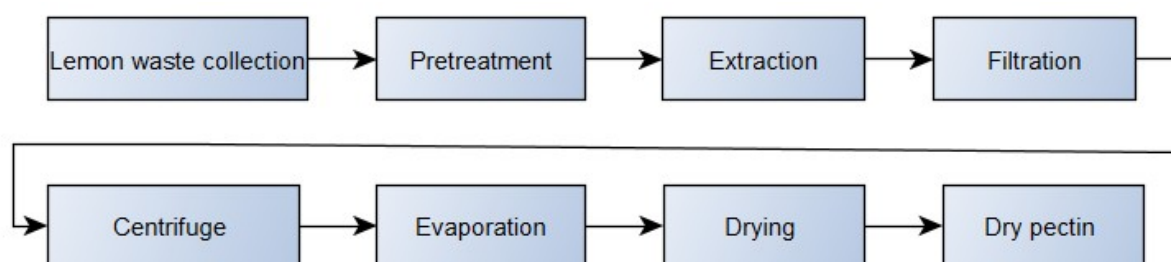 Lemon waste collection
Pretreatment
Extraction
Filtration
Centrifuge
Evaporation
Drying
Dry pectin